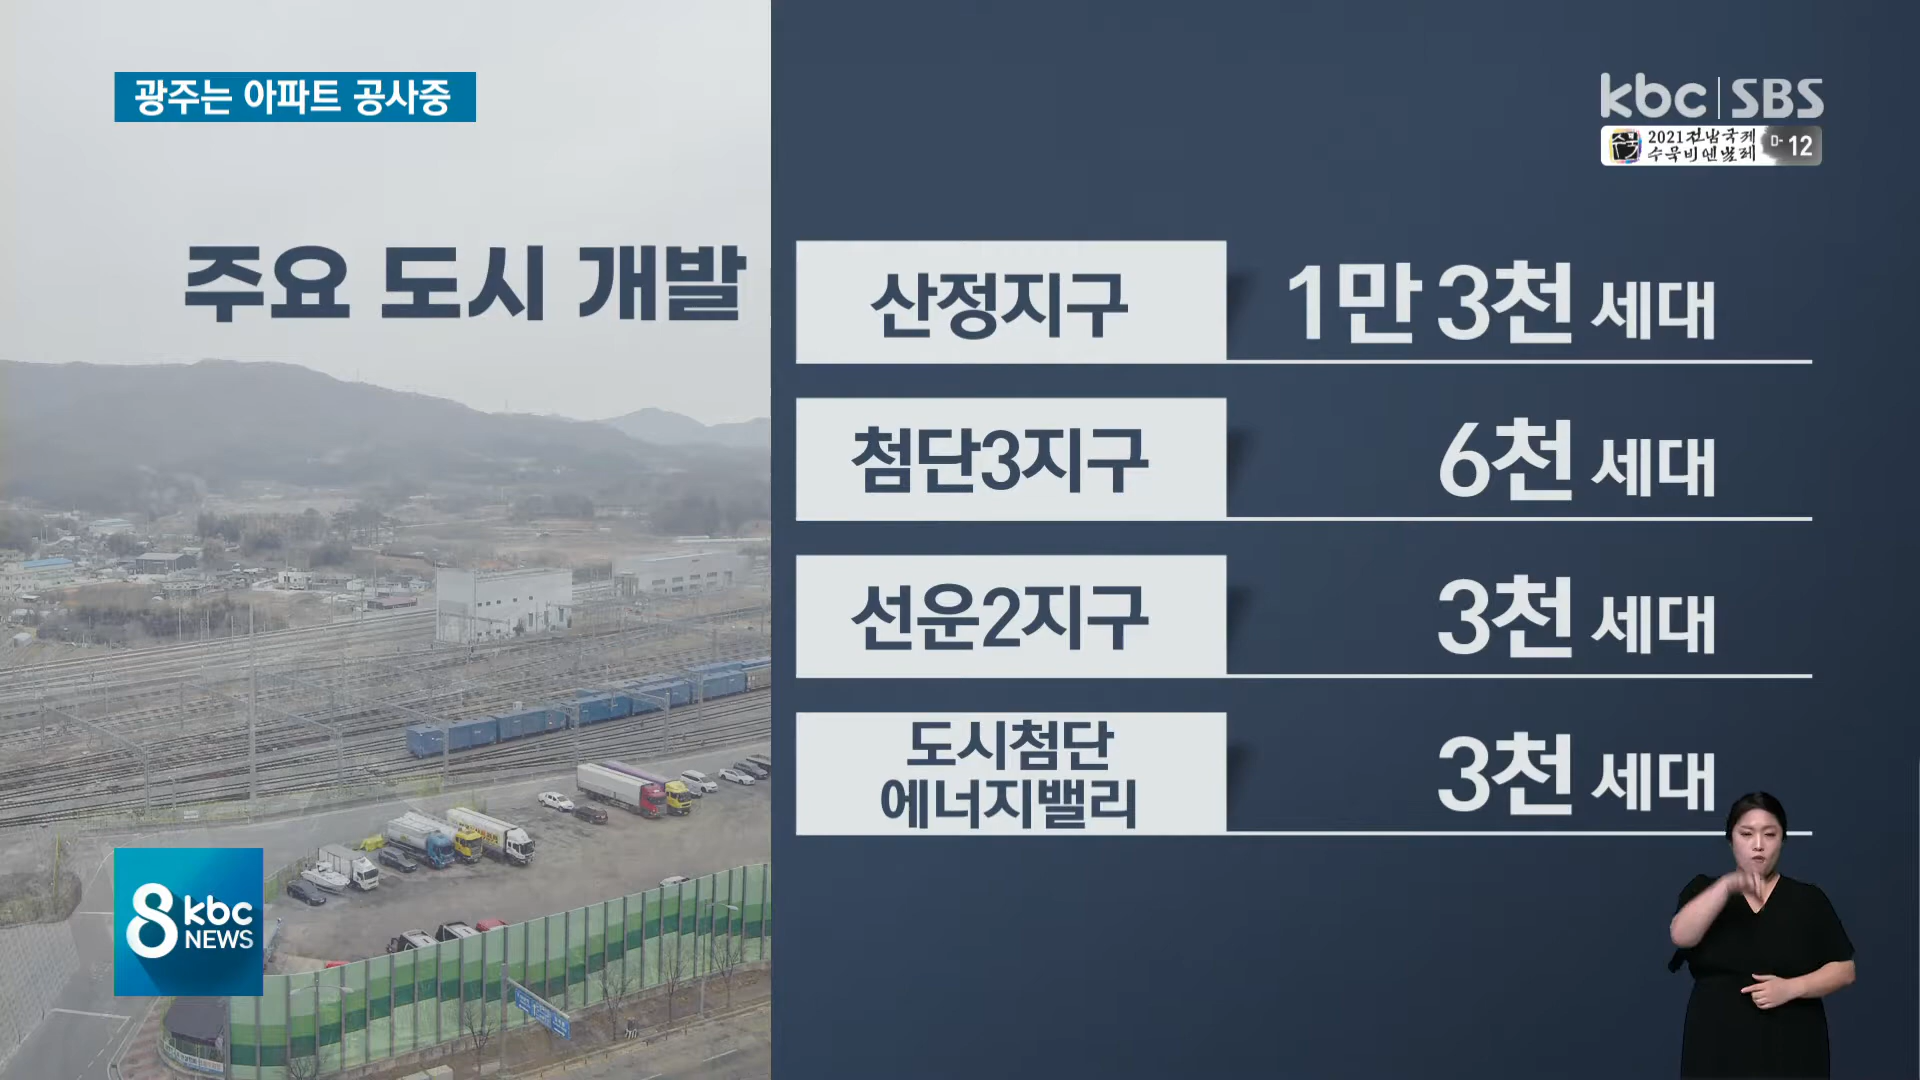 광주는 아파트 공사중
kbc SBS
2021전남국제
수묵비엔날레
D-12
수묵
주요 도시 개발
산정지구 1만 3천 세대
첨단3지구 6천 세대
선운2지구 3천 세대
도시첨단
에너지밸리
3천 세대
8 kbc
NEWS